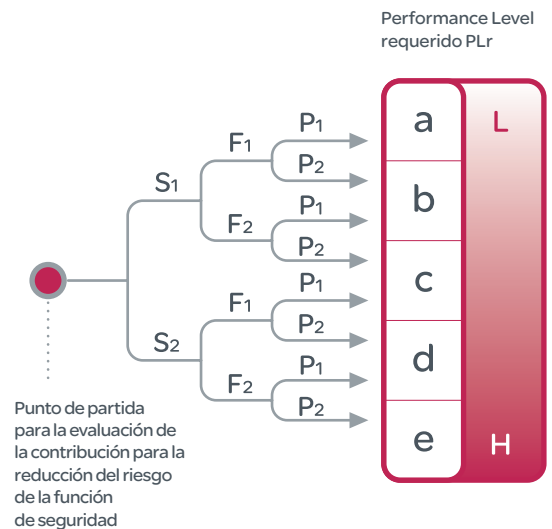 Performance Level
requerido PLr
a L
P1
F1
P2
S1
b
P1
F2
P2
c
P1
F1
P2
S2
d
P1
F2
P2
e H
Punto de partida
para la evaluación de
la contribución para la
reducción del riesgo
de la función
de seguridad